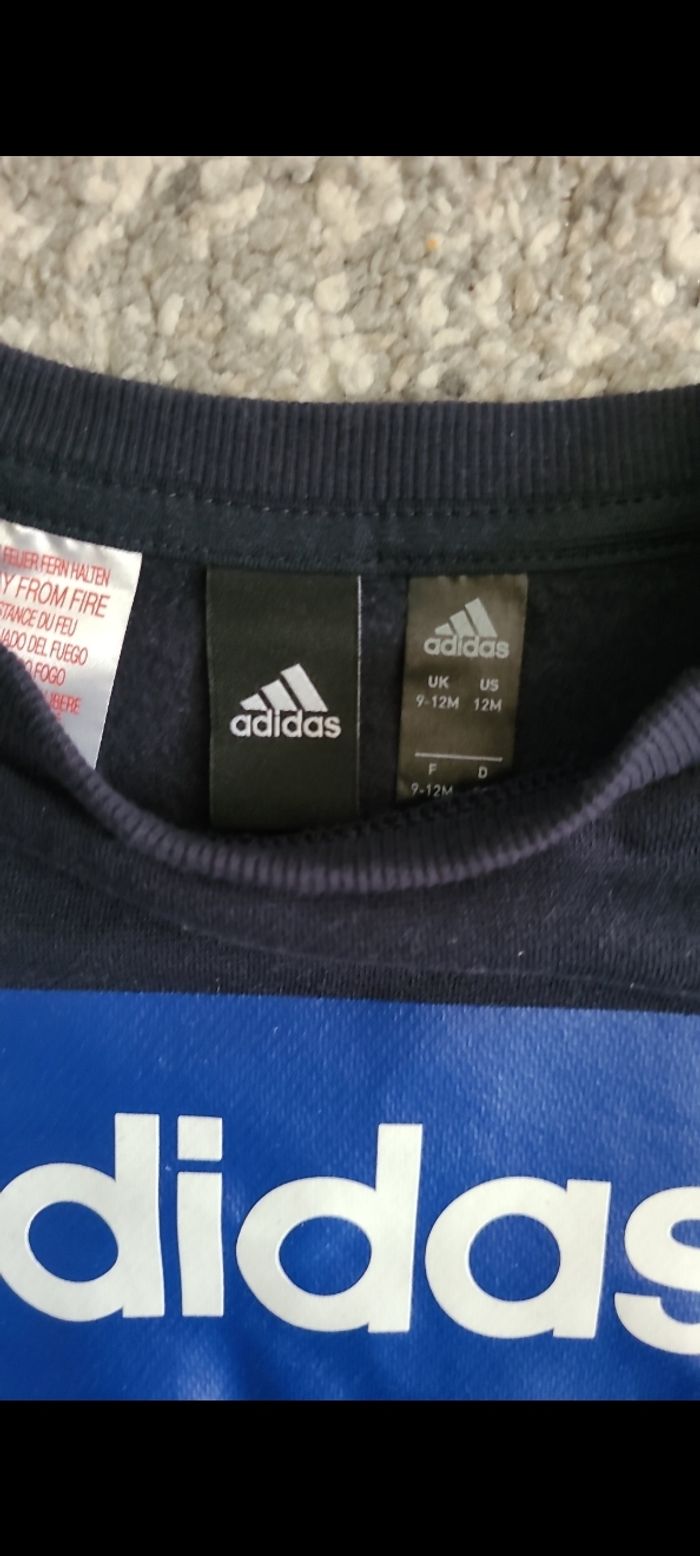 FEUER FERN HALTEN
Y FROM FIRE
STANCE DU FEU
JADO DEL FUEGO
FOGO
adidas
adidas
UK US
9-12M 12M
F D
9-12M
didas